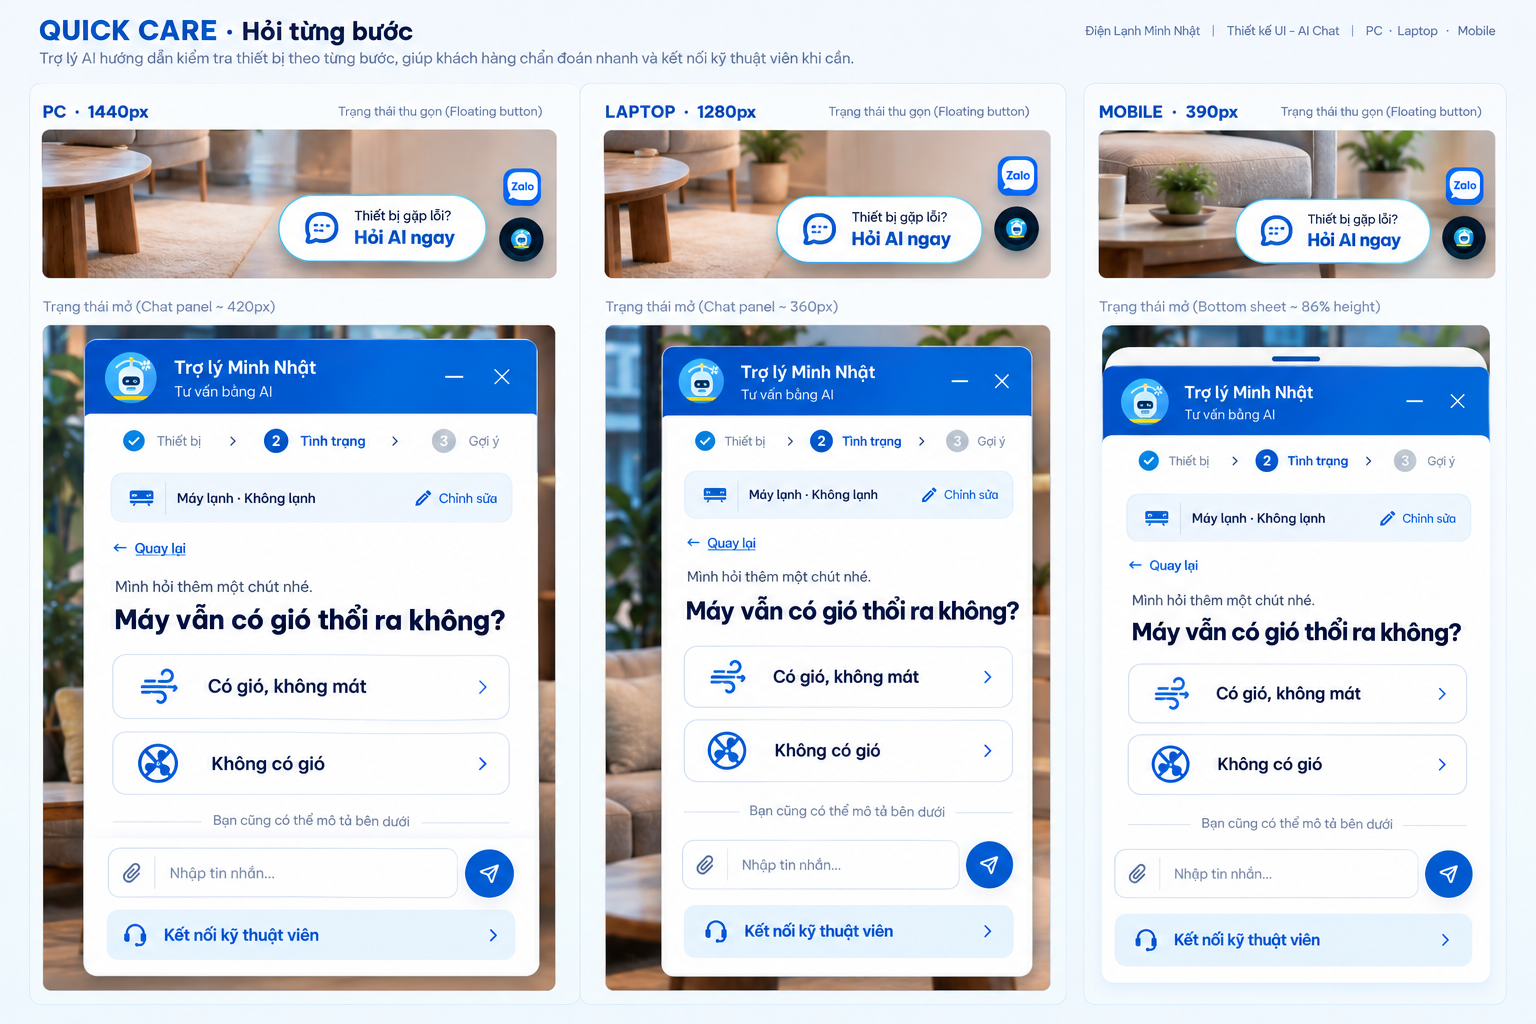 QUICK CARE · Hỏi từng bước
Trợ lý AI hướng dẫn kiểm tra thiết bị theo từng bước, giúp khách hàng chẩn đoán nhanh và kết nối kỹ thuật viên khi cần.
Điện Lạnh Minh Nhật | Thiết kế UI - AI Chat | PC · Laptop · Mobile
PC · 1440px
Trạng thái thu gọn (Floating button)
Zalo
Thiết bị gặp lỗi?
Hỏi AI ngay
Trạng thái mở (Chat panel ~ 420px)
Trợ lý Minh Nhật
Tư vấn bằng AI
Thiết bị > 2 Tình trạng > 3 Gợi ý
Máy lạnh · Không lạnh
Chỉnh sửa
← Quay lại
Mình hỏi thêm một chút nhé.
Máy vẫn có gió thổi ra không?
Có gió, không mát
Không có gió
Bạn cũng có thể mô tả bên dưới
Nhập tin nhắn...
Kết nối kỹ thuật viên
LAPTOP · 1280px
Trạng thái thu gọn (Floating button)
Zalo
Thiết bị gặp lỗi?
Hỏi AI ngay
Trạng thái mở (Chat panel ~ 360px)
Trợ lý Minh Nhật
Tư vấn bằng AI
Thiết bị > 2 Tình trạng > 3 Gợi ý
Máy lạnh · Không lạnh
Chỉnh sửa
← Quay lại
Mình hỏi thêm một chút nhé.
Máy vẫn có gió thổi ra không?
Có gió, không mát
Không có gió
Bạn cũng có thể mô tả bên dưới
Nhập tin nhắn...
Kết nối kỹ thuật viên
MOBILE · 390px
Trạng thái thu gọn (Floating button)
Zalo
Thiết bị gặp lỗi?
Hỏi AI ngay
Trạng thái mở (Bottom sheet ~ 86% height)
Trợ lý Minh Nhật
Tư vấn bằng AI
Thiết bị > 2 Tình trạng > 3 Gợi ý
Máy lạnh · Không lạnh
Chỉnh sửa
← Quay lại
Mình hỏi thêm một chút nhé.
Máy vẫn có gió thổi ra không?
Có gió, không mát
Không có gió
Bạn cũng có thể mô tả bên dưới
Nhập tin nhắn...
Kết nối kỹ thuật viên